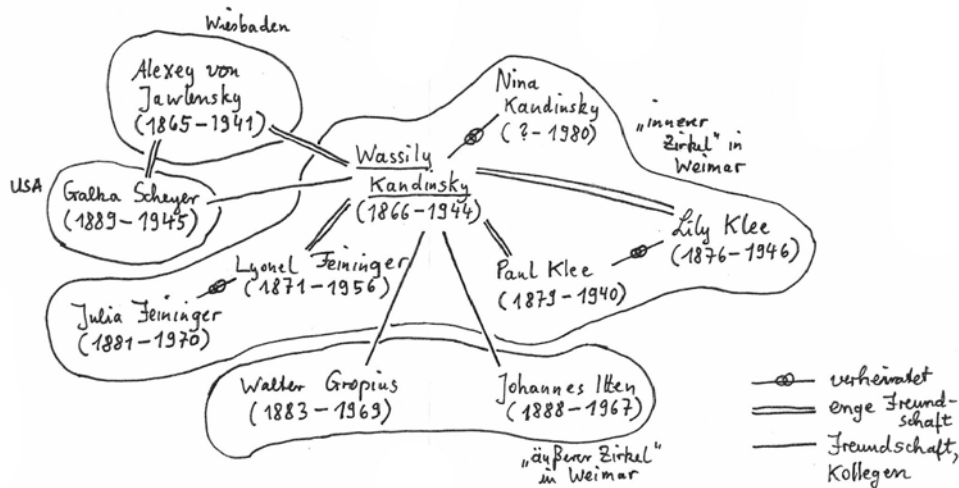 Wiesbaden
Alexej von
Jawlensky
(1865–1941)
Nina
Kandinsky
(?–1980)
„innerer
Zirkel" in
Weimar
Wassily
Kandinsky
(1866–1944)
USA
Galka Scheyer
(1889–1945)
Lily Klee
(1876–1946)
Lyonel Feininger
(1871–1956)
Paul Klee
(1879–1940)
Julia Feininger
(1881–1970)
Walter Gropius
(1883–1969)
Johannes Itten
(1888–1967)
„äußerer Zirkel"
in Weimar
verheiratet
enge Freund-
schaft
Freundschaft,
Kollegen